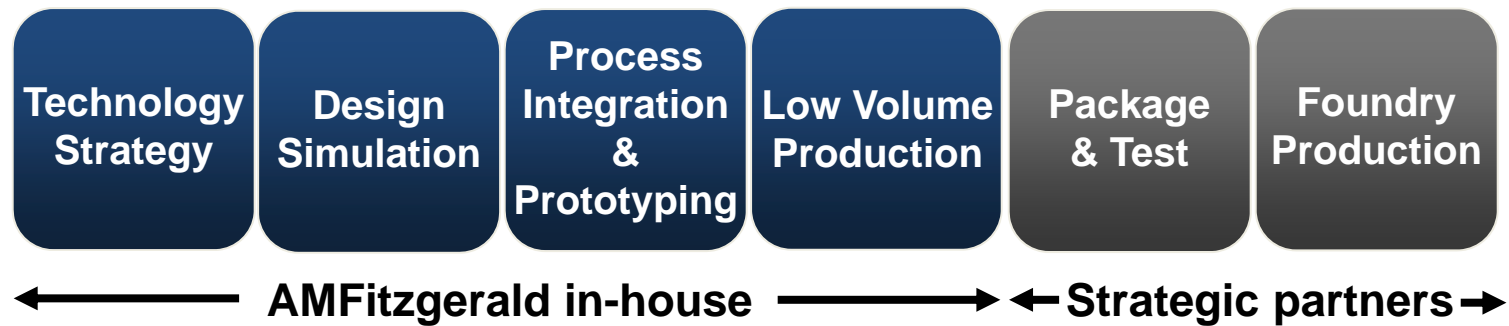 Technology
Strategy
Design
Simulation
Process
Integration
&
Prototyping
Low Volume
Production
Package
& Test
Foundry
Production
AMFitzgerald in-house
Strategic partners